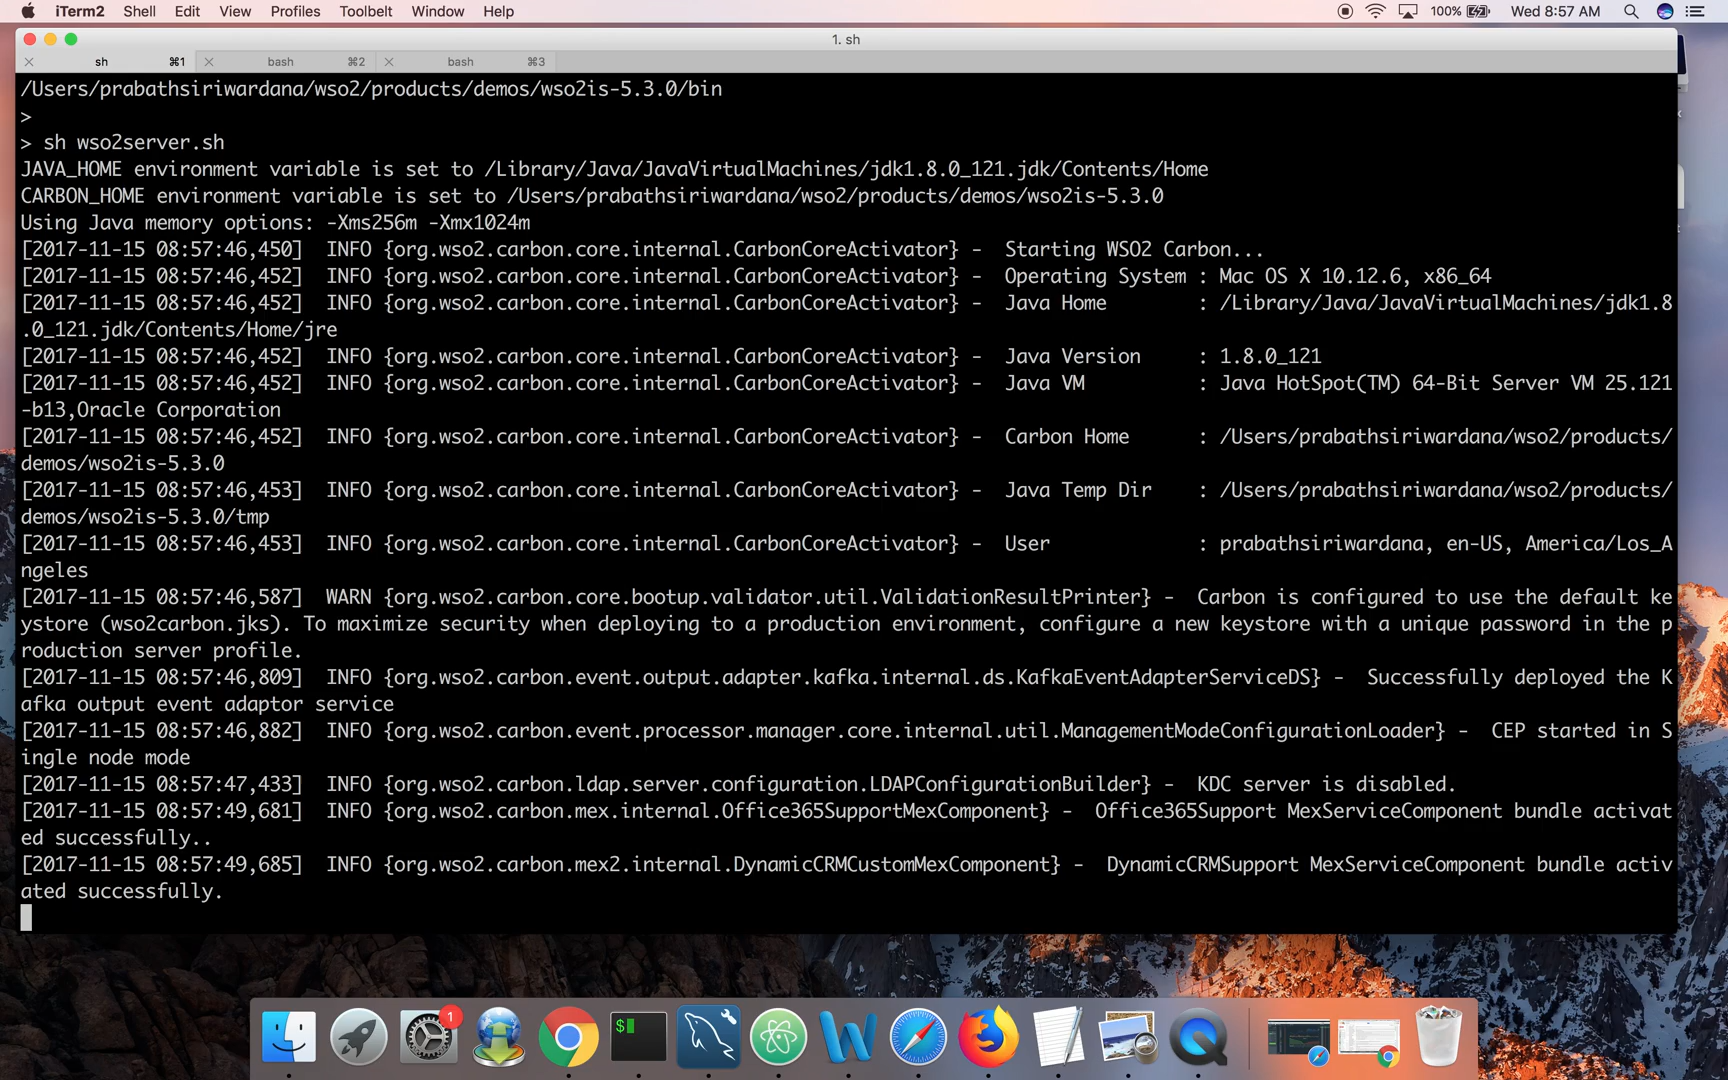 iTerm2 Shell Edit View Profiles Toolbelt Window Help 100% Wed 8:57 AM
1. sh
sh ⌘1 bash ⌘2 bash ⌘3
/Users/prabathsiriwardana/wso2/products/demos/wso2is-5.3.0/bin
>
> sh wso2server.sh
JAVA_HOME environment variable is set to /Library/Java/JavaVirtualMachines/jdk1.8.0_121.jdk/Contents/Home
CARBON_HOME environment variable is set to /Users/prabathsiriwardana/wso2/products/demos/wso2is-5.3.0
Using Java memory options: -Xms256m -Xmx1024m
[2017-11-15 08:57:46,450]  INFO {org.wso2.carbon.core.internal.CarbonCoreActivator} -  Starting WSO2 Carbon...
[2017-11-15 08:57:46,452]  INFO {org.wso2.carbon.core.internal.CarbonCoreActivator} -  Operating System : Mac OS X 10.12.6, x86_64
[2017-11-15 08:57:46,452]  INFO {org.wso2.carbon.core.internal.CarbonCoreActivator} -  Java Home        : /Library/Java/JavaVirtualMachines/jdk1.8
.0_121.jdk/Contents/Home/jre
[2017-11-15 08:57:46,452]  INFO {org.wso2.carbon.core.internal.CarbonCoreActivator} -  Java Version     : 1.8.0_121
[2017-11-15 08:57:46,452]  INFO {org.wso2.carbon.core.internal.CarbonCoreActivator} -  Java VM          : Java HotSpot(TM) 64-Bit Server VM 25.121
-b13,Oracle Corporation
[2017-11-15 08:57:46,452]  INFO {org.wso2.carbon.core.internal.CarbonCoreActivator} -  Carbon Home      : /Users/prabathsiriwardana/wso2/products/
demos/wso2is-5.3.0
[2017-11-15 08:57:46,453]  INFO {org.wso2.carbon.core.internal.CarbonCoreActivator} -  Java Temp Dir    : /Users/prabathsiriwardana/wso2/products/
demos/wso2is-5.3.0/tmp
[2017-11-15 08:57:46,453]  INFO {org.wso2.carbon.core.internal.CarbonCoreActivator} -  User             : prabathsiriwardana, en-US, America/Los_A
ngeles
[2017-11-15 08:57:46,587]  WARN {org.wso2.carbon.core.bootup.validator.util.ValidationResultPrinter} -  Carbon is configured to use the default ke
ystore (wso2carbon.jks). To maximize security when deploying to a production environment, configure a new keystore with a unique password in the p
roduction server profile.
[2017-11-15 08:57:46,809]  INFO {org.wso2.carbon.event.output.adapter.kafka.internal.ds.KafkaEventAdapterServiceDS} -  Successfully deployed the K
afka output event adaptor service
[2017-11-15 08:57:46,882]  INFO {org.wso2.carbon.event.processor.manager.core.internal.util.ManagementModeConfigurationLoader} -  CEP started in S
ingle node mode
[2017-11-15 08:57:47,433]  INFO {org.wso2.carbon.ldap.server.configuration.LDAPConfigurationBuilder} -  KDC server is disabled.
[2017-11-15 08:57:49,681]  INFO {org.wso2.carbon.mex.internal.Office365SupportMexComponent} -  Office365Support MexServiceComponent bundle activat
ed successfully..
[2017-11-15 08:57:49,685]  INFO {org.wso2.carbon.mex2.internal.DynamicCRMCustomMexComponent} -  DynamicCRMSupport MexServiceComponent bundle activ
ated successfully.
1
$